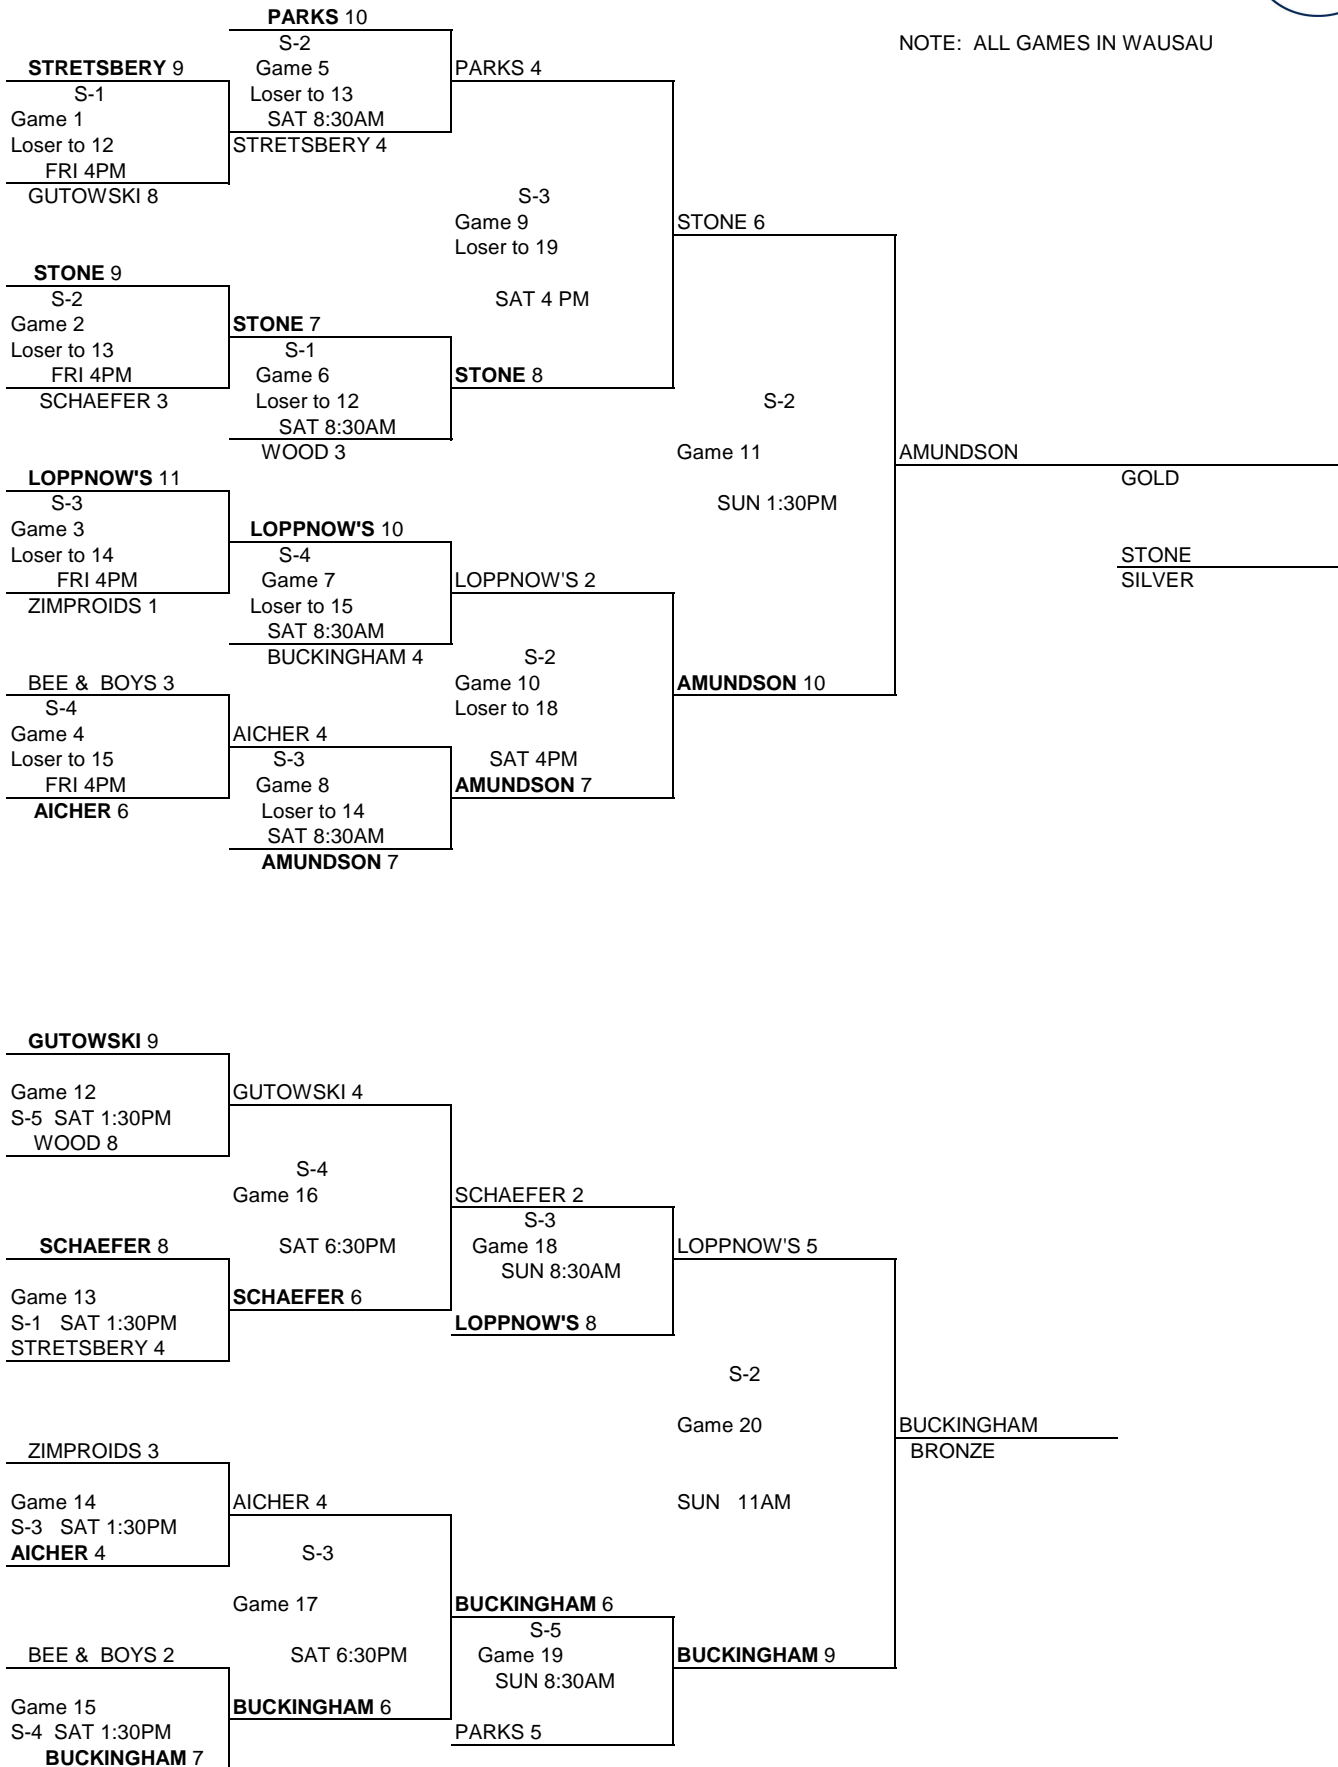 PARKS 10
S-2
NOTE: ALL GAMES IN WAUSAU
STRETSBERY 9
Game 5
PARKS 4
S-1
Loser to 13
Game 1
SAT 8:30AM
Loser to 12
STRETSBERY 4
FRI 4PM
GUTOWSKI 8
S-3
Game 9
STONE 6
Loser to 19
STONE 9
S-2
SAT 4 PM
Game 2
STONE 7
Loser to 13
S-1
FRI 4PM
Game 6
STONE 8
SCHAEFER 3
Loser to 12
S-2
SAT 8:30AM
WOOD 3
Game 11
AMUNDSON
LOPPNOW'S 11
GOLD
S-3
SUN 1:30PM
Game 3
LOPPNOW'S 10
Loser to 14
S-4
STONE
FRI 4PM
Game 7
LOPPNOW'S 2
SILVER
ZIMPROIDS 1
Loser to 15
SAT 8:30AM
BUCKINGHAM 4
S-2
BEE & BOYS 3
Game 10
AMUNDSON 10
S-4
Loser to 18
Game 4
AICHER 4
Loser to 15
S-3
SAT 4PM
FRI 4PM
Game 8
AMUNDSON 7
AICHER 6
Loser to 14
SAT 8:30AM
AMUNDSON 7
GUTOWSKI 9
Game 12
GUTOWSKI 4
S-5 SAT 1:30PM
WOOD 8
S-4
Game 16
SCHAEFER 2
S-3
SCHAEFER 8
SAT 6:30PM
Game 18
LOPPNOW'S 5
SUN 8:30AM
Game 13
SCHAEFER 6
S-1 SAT 1:30PM
LOPPNOW'S 8
STRETSBERY 4
S-2
Game 20
BUCKINGHAM
ZIMPROIDS 3
BRONZE
Game 14
AICHER 4
SUN 11AM
S-3 SAT 1:30PM
AICHER 4
S-3
Game 17
BUCKINGHAM 6
S-5
BEE & BOYS 2
SAT 6:30PM
Game 19
BUCKINGHAM 9
SUN 8:30AM
Game 15
BUCKINGHAM 6
S-4 SAT 1:30PM
PARKS 5
BUCKINGHAM 7